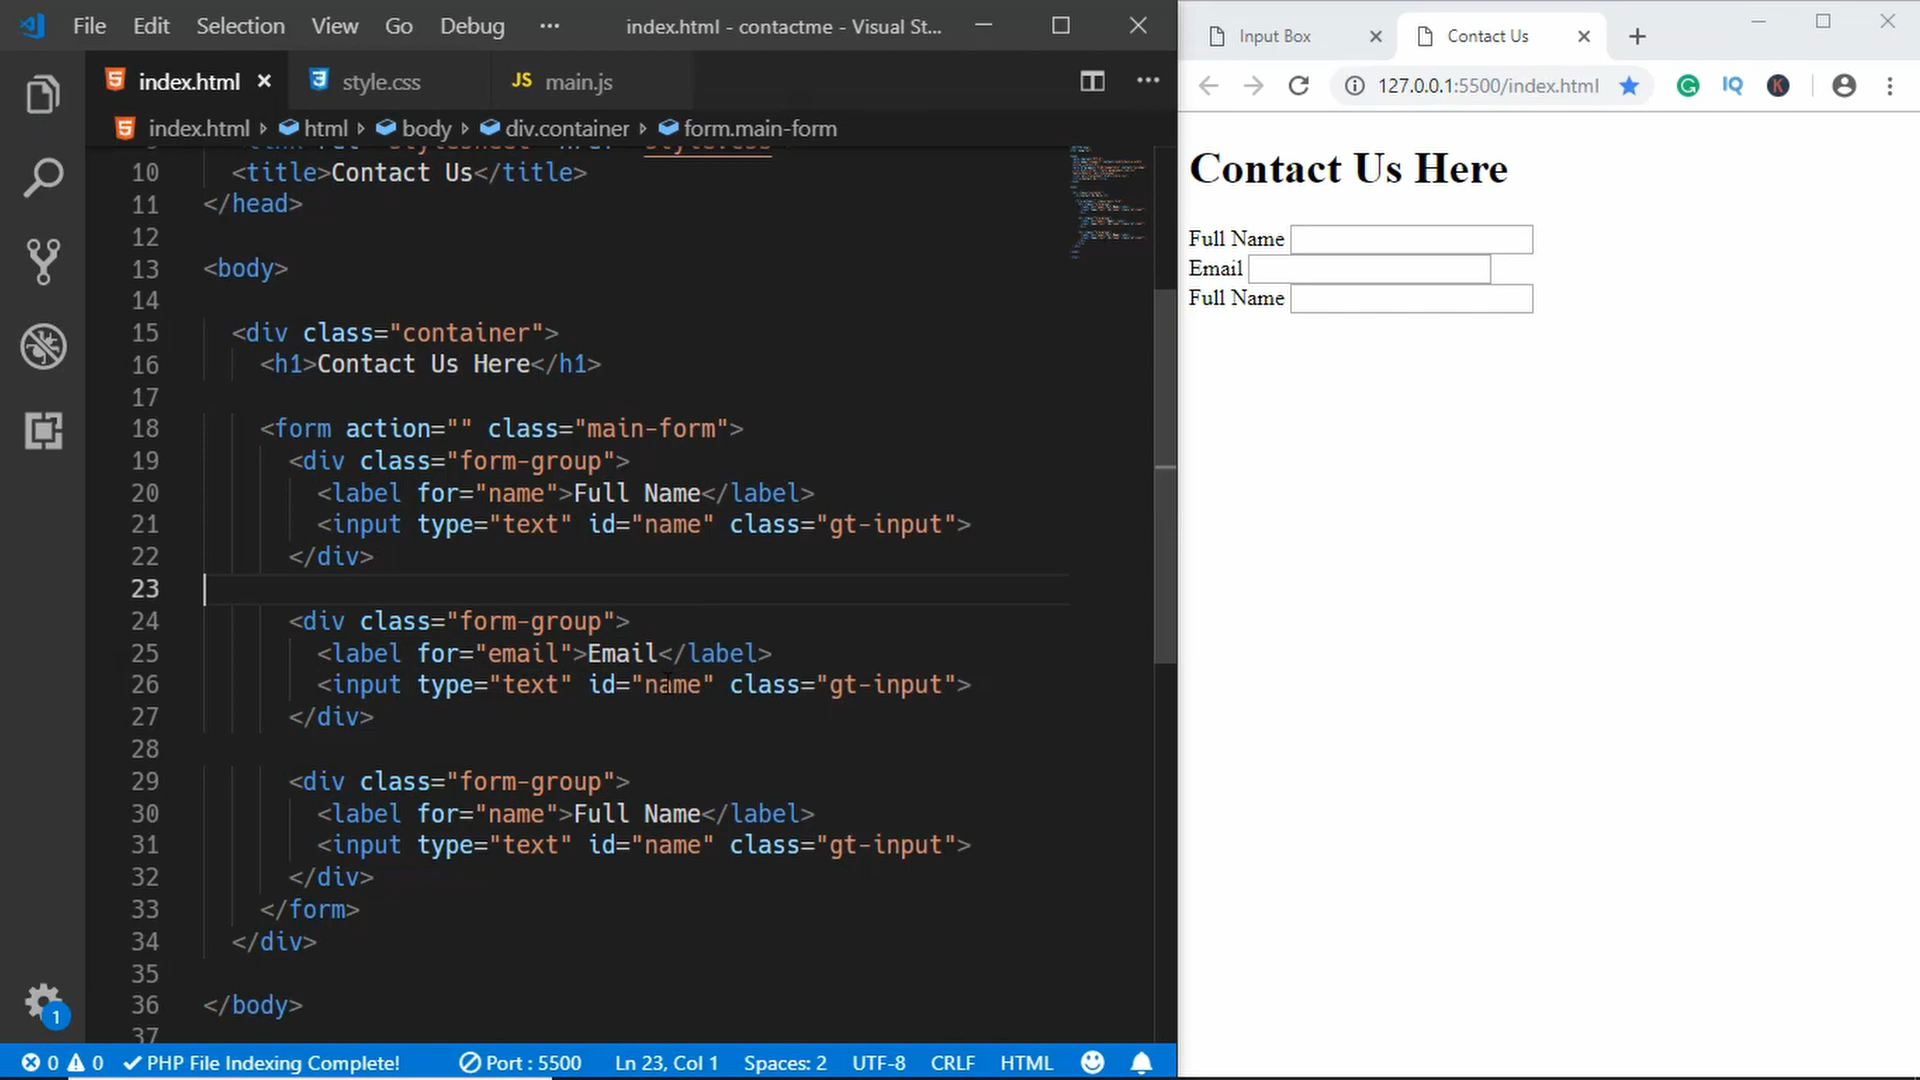 File Edit Selection View Go Debug ··· index.html - contactme - Visual St...
index.html style.css JS main.js
index.html › html › body › div.container › form.main-form
10 <title>Contact Us</title>
11 </head>
12
13 <body>
14
15 <div class="container">
16 <h1>Contact Us Here</h1>
17
18 <form action="" class="main-form">
19 <div class="form-group">
20 <label for="name">Full Name</label>
21 <input type="text" id="name" class="gt-input">
22 </div>
23
24 <div class="form-group">
25 <label for="email">Email</label>
26 <input type="text" id="name" class="gt-input">
27 </div>
28
29 <div class="form-group">
30 <label for="name">Full Name</label>
31 <input type="text" id="name" class="gt-input">
32 </div>
33 </form>
34 </div>
35
36 </body>
37
1
0 0 PHP File Indexing Complete! Port : 5500 Ln 23, Col 1 Spaces: 2 UTF-8 CRLF HTML
Input Box Contact Us
127.0.0.1:5500/index.html IQ K
Contact Us Here
Full Name
Email
Full Name